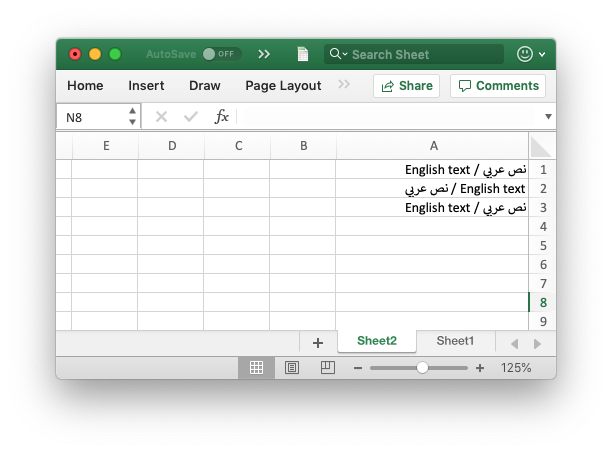 AutoSave OFF Search Sheet
Home Insert Draw Page Layout Share Comments
N8 fx
E D C B A
نص عربي / English text 1
English text / نص عربي 2
نص عربي / English text 3
4
5
6
7
8
9
+ Sheet2 Sheet1
− + 125%